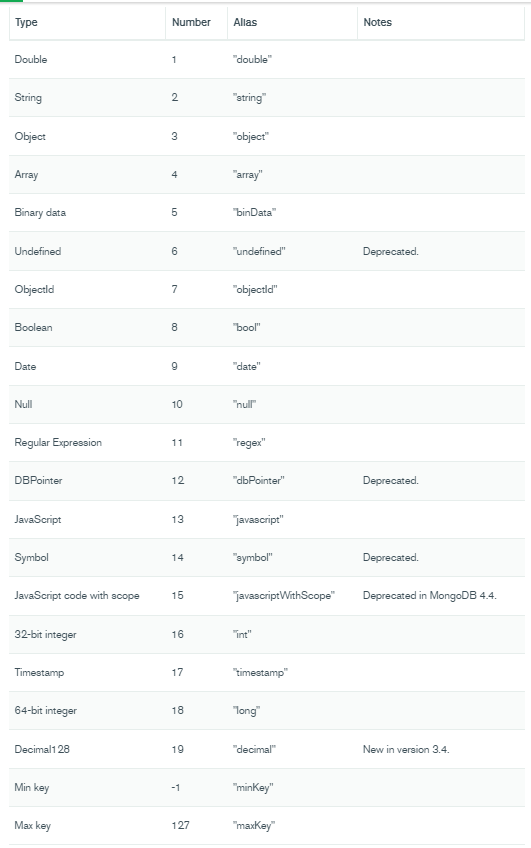 Type Number Alias Notes
Double 1 "double"
String 2 "string"
Object 3 "object"
Array 4 "array"
Binary data 5 "binData"
Undefined 6 "undefined" Deprecated.
ObjectId 7 "objectId"
Boolean 8 "bool"
Date 9 "date"
Null 10 "null"
Regular Expression 11 "regex"
DBPointer 12 "dbPointer" Deprecated.
JavaScript 13 "javascript"
Symbol 14 "symbol" Deprecated.
JavaScript code with scope 15 "javascriptWithScope" Deprecated in MongoDB 4.4.
32-bit integer 16 "int"
Timestamp 17 "timestamp"
64-bit integer 18 "long"
Decimal128 19 "decimal" New in version 3.4.
Min key -1 "minKey"
Max key 127 "maxKey"